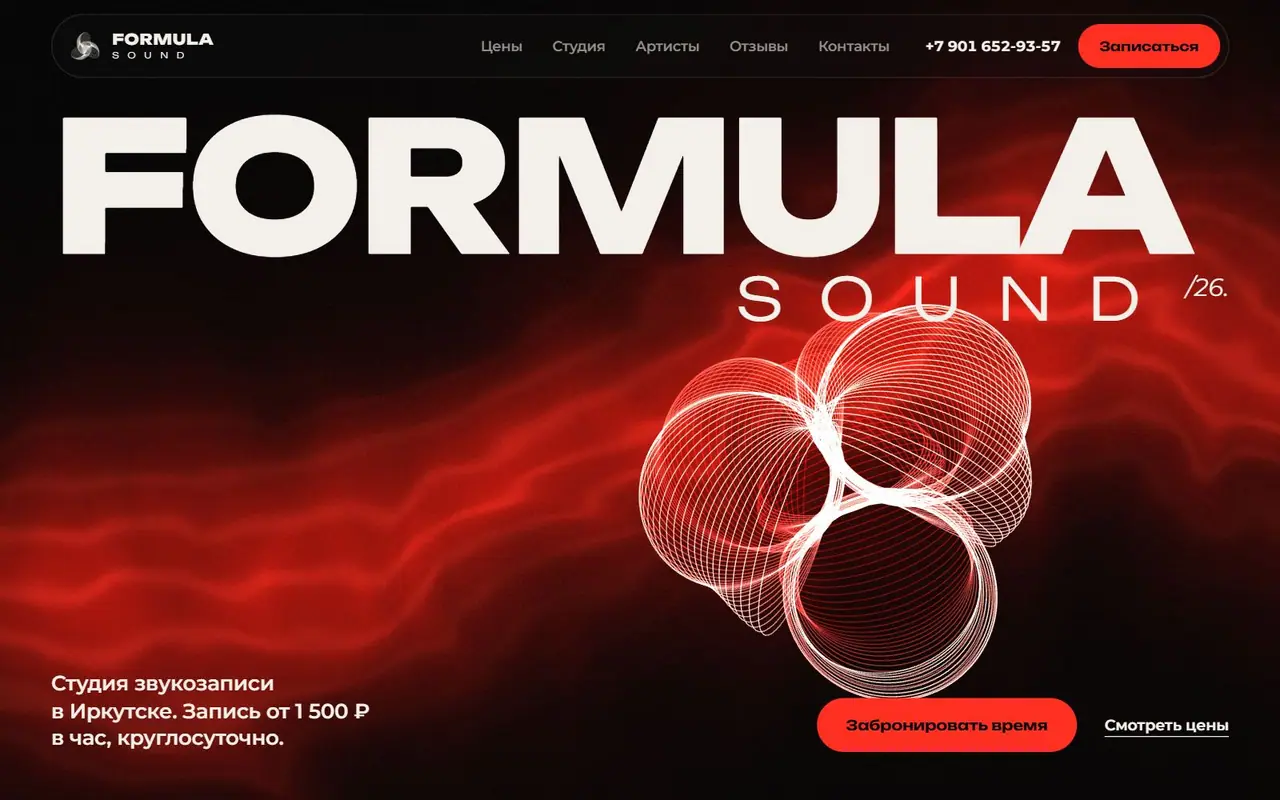 FORMULA
SOUND
Цены
Студия
Артисты
Отзывы
Контакты
+7 901 652-93-57
Записаться
FORMULA
SOUND
/26.
Студия звукозаписи
в Иркутске. Запись от 1 500 ₽
в час, круглосуточно.
Забронировать время
Смотреть цены